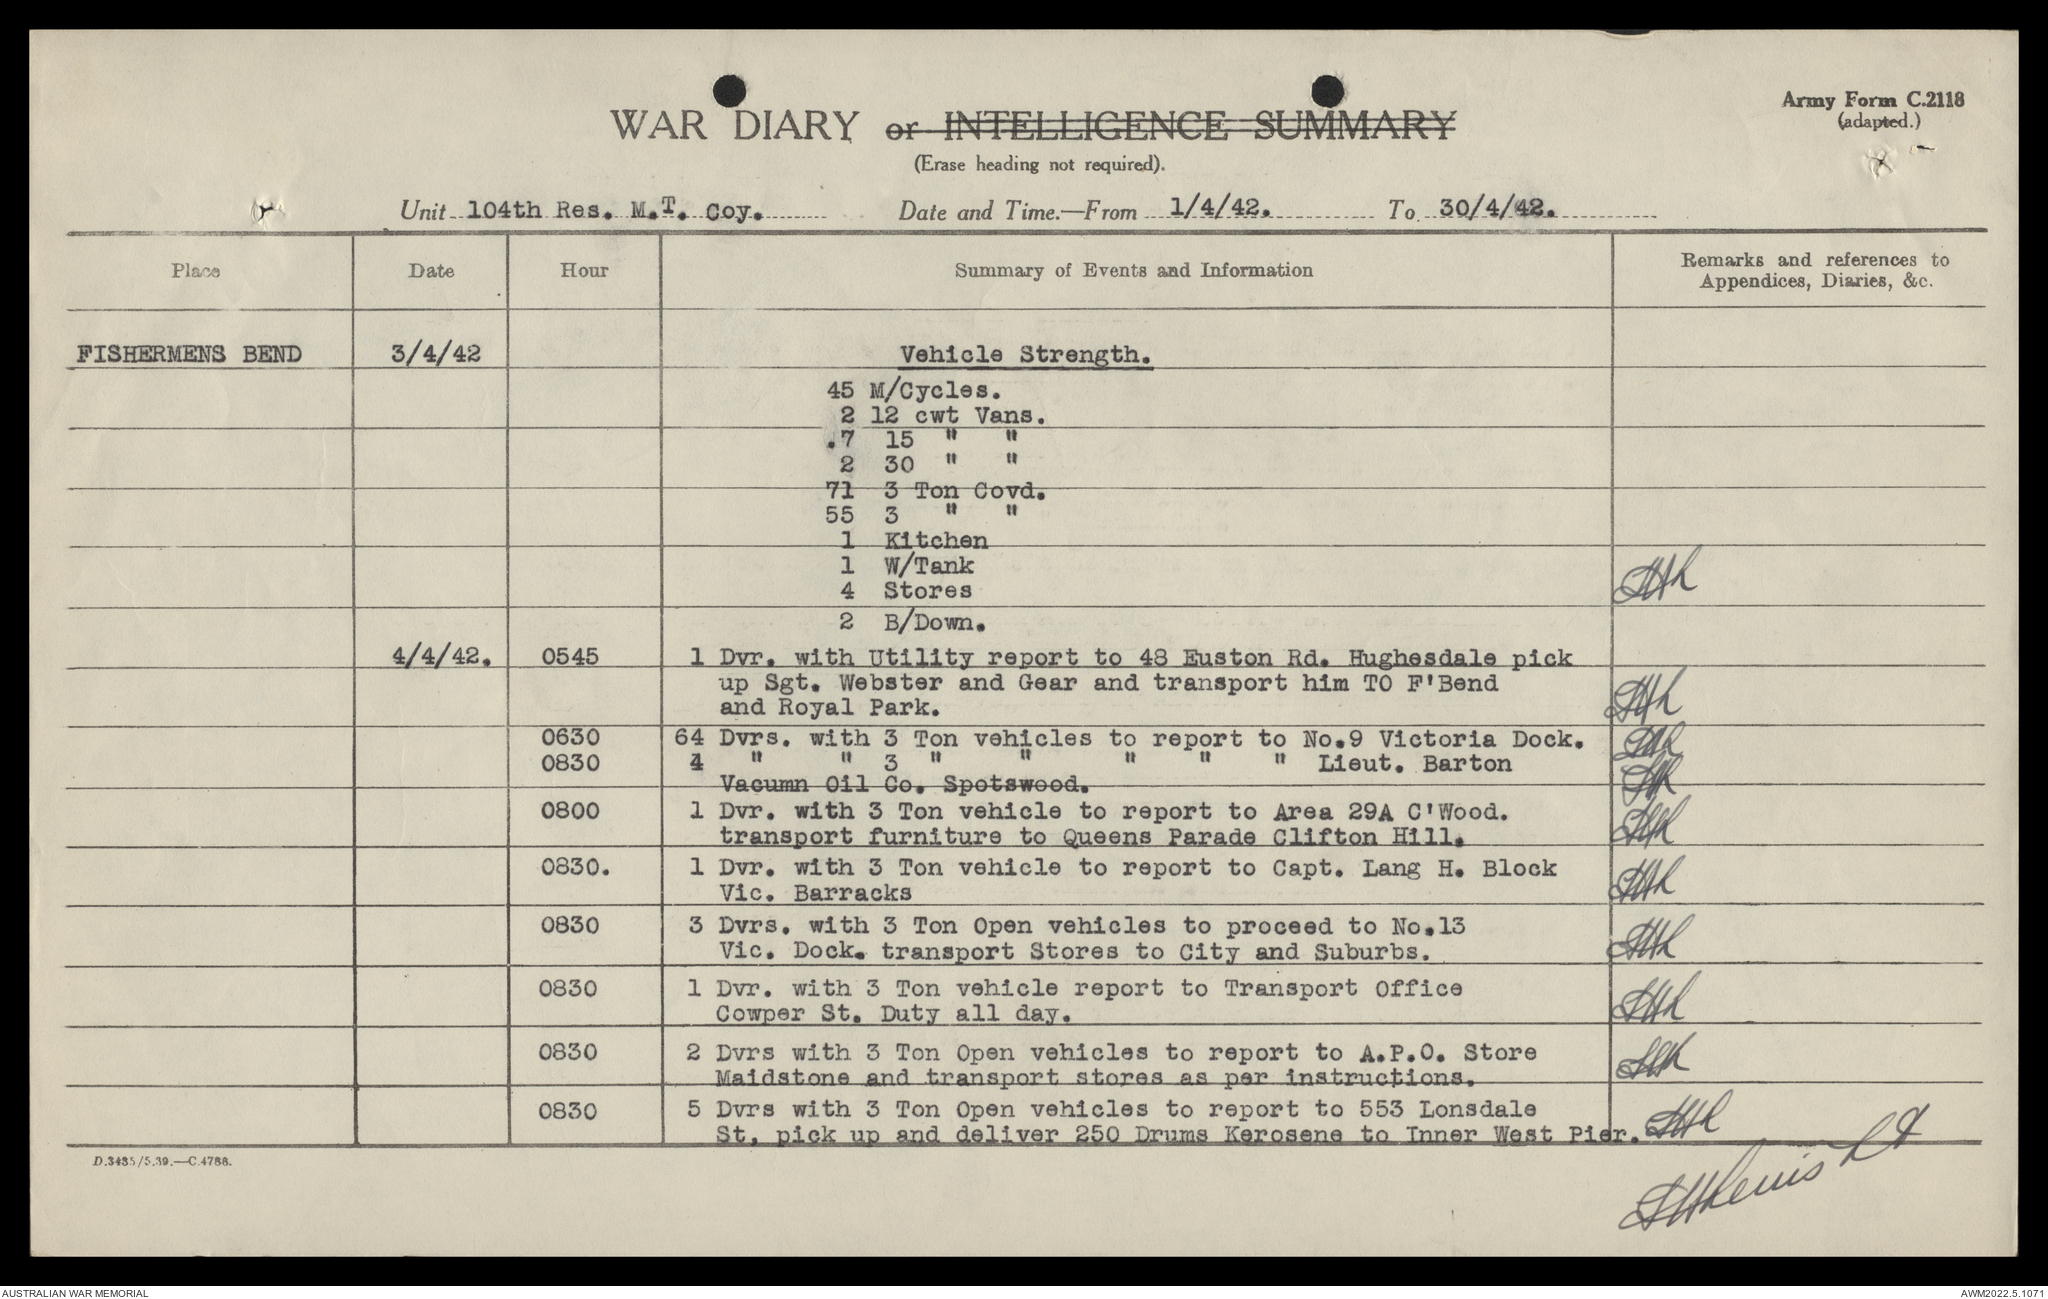 Army Form C.2118
(adapted.)
WAR DIARY or INTELLIGENCE SUMMARY
(Erase heading not required).
Unit 104th Res. M.T. Coy. Date and Time.—From 1/4/42. To 30/4/42.
Place Date Hour Summary of Events and Information Remarks and references to
Appendices, Diaries, &c.
FISHERMENS BEND 3/4/42 Vehicle Strength.
45 M/Cycles.
2 12 cwt Vans.
.7 15 " "
2 30 " "
71 3 Ton Covd.
55 3 " "
1 Kitchen
1 W/Tank
4 Stores
2 B/Down.
4/4/42. 0545 1 Dvr. with Utility report to 48 Euston Rd. Hughesdale pick
up Sgt. Webster and Gear and transport him TO F'Bend
and Royal Park.
0630 64 Dvrs. with 3 Ton vehicles to report to No.9 Victoria Dock.
0830 4 " " 3 " " " " " Lieut. Barton
Vacumn Oil Co. Spotswood.
0800 1 Dvr. with 3 Ton vehicle to report to Area 29A C'Wood.
transport furniture to Queens Parade Clifton Hill.
0830. 1 Dvr. with 3 Ton vehicle to report to Capt. Lang H. Block
Vic. Barracks
0830 3 Dvrs. with 3 Ton Open vehicles to proceed to No.13
Vic. Dock. transport Stores to City and Suburbs.
0830 1 Dvr. with 3 Ton vehicle report to Transport Office
Cowper St. Duty all day.
0830 2 Dvrs with 3 Ton Open vehicles to report to A.P.O. Store
Maidstone and transport stores as per instructions.
0830 5 Dvrs with 3 Ton Open vehicles to report to 553 Lonsdale
St, pick up and deliver 250 Drums Kerosene to Inner West Pier.
D.3485/5.39.—C.4788.
Lewis Lt
AUSTRALIAN WAR MEMORIAL AWM2022.5.1071